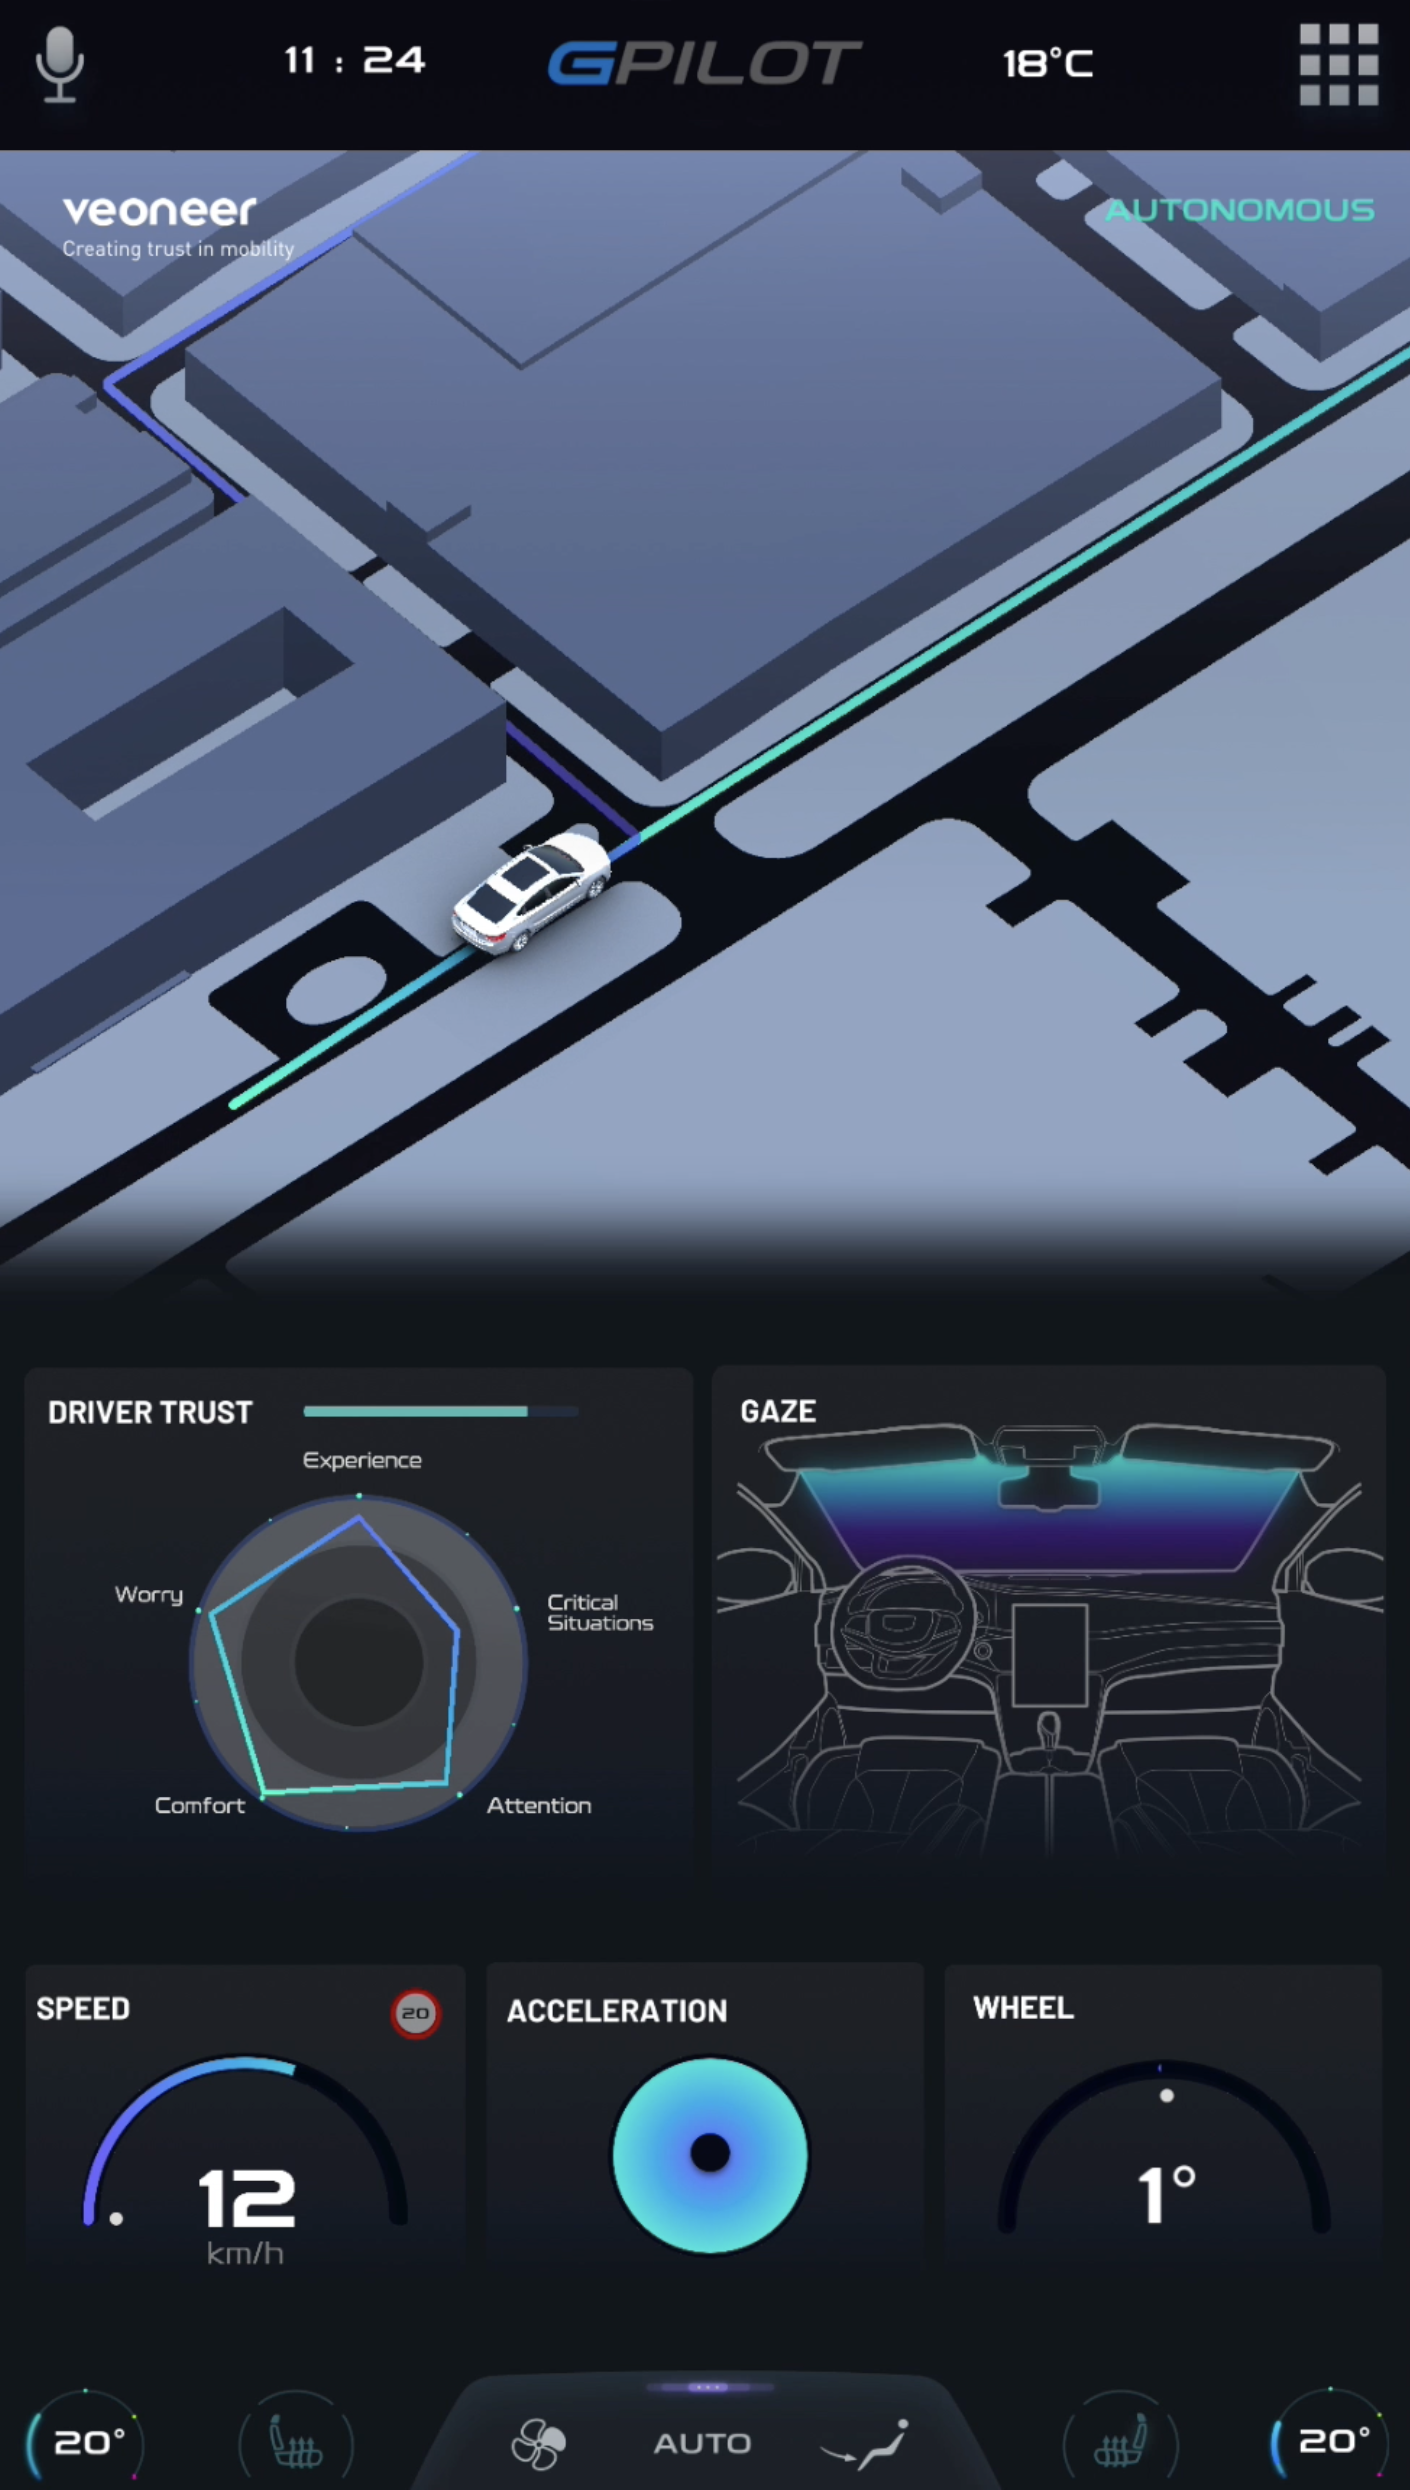 11 : 24
GPILOT
18°C
veoneer
Creating trust in mobility
AUTONOMOUS
DRIVER TRUST
Experience
Worry
Critical
Situations
Comfort
Attention
GAZE
SPEED
20
12
km/h
ACCELERATION
WHEEL
1°
20°
AUTO
20°